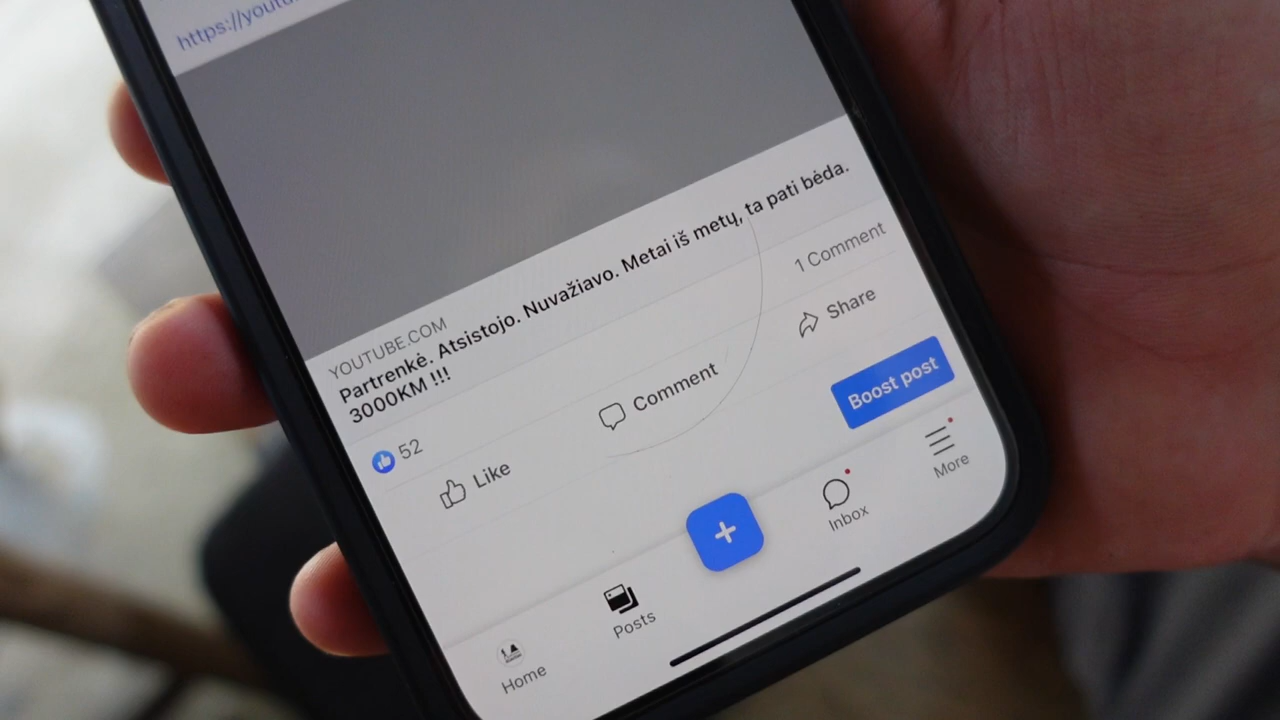 https://youtu
YOUTUBE.COM
Partrenkė. Atsistojo. Nuvažiavo. Metai iš metų, ta pati bėda.
3000KM !!!
52
1 Comment
Like
Comment
Share
Boost post
Home
Posts
Inbox
More